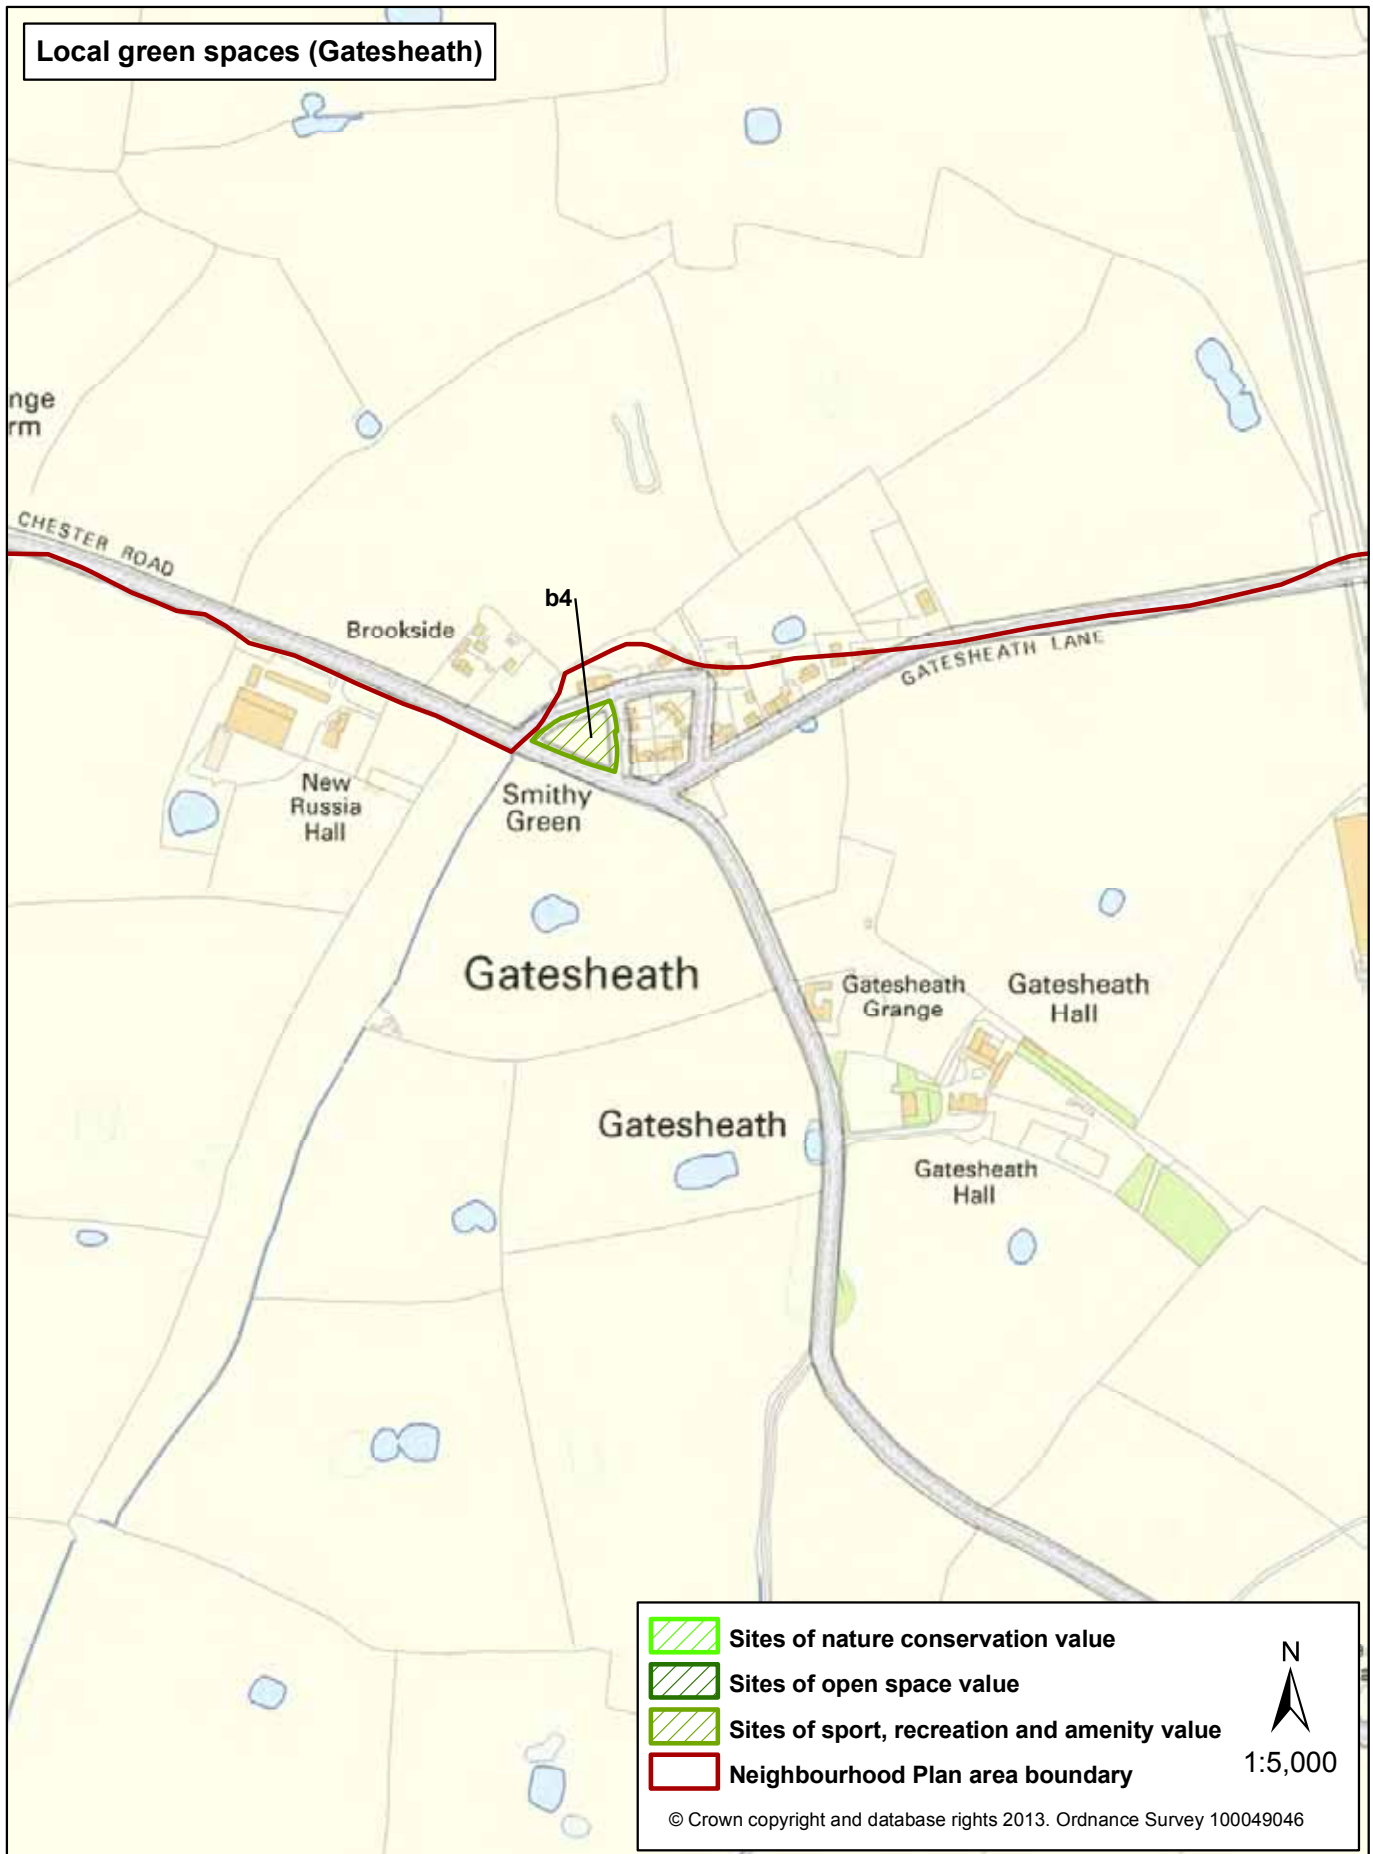 Local green spaces (Gatesheath)
nge
rm
CHESTER ROAD
b4
Brookside
GATESHEATH LANE
New
Russia
Hall
Smithy
Green
Gatesheath
Gatesheath
Grange
Gatesheath
Hall
Gatesheath
Gatesheath
Hall
Sites of nature conservation value
Sites of open space value
Sites of sport, recreation and amenity value
Neighbourhood Plan area boundary
N
1:5,000
© Crown copyright and database rights 2013. Ordnance Survey 100049046